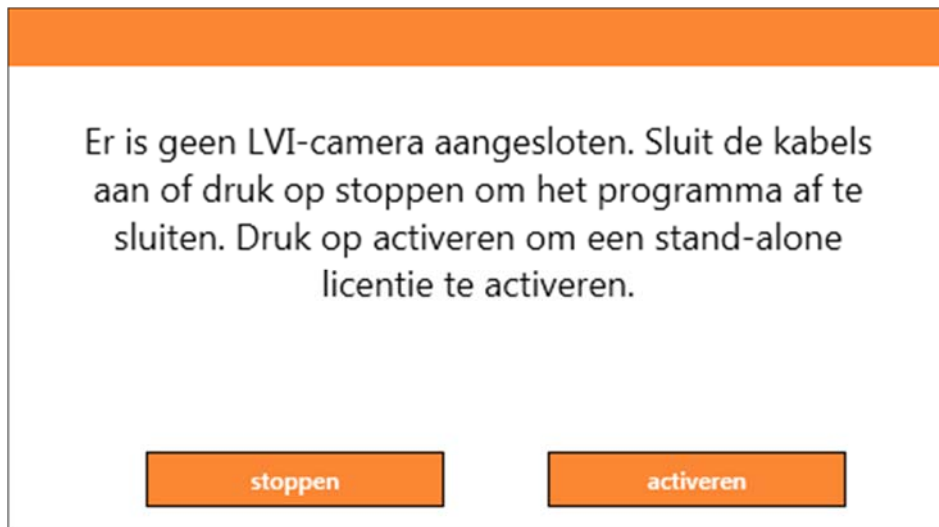 Er is geen LVI-camera aangesloten. Sluit de kabels
aan of druk op stoppen om het programma af te
sluiten. Druk op activeren om een stand-alone
licentie te activeren.
stoppen
activeren